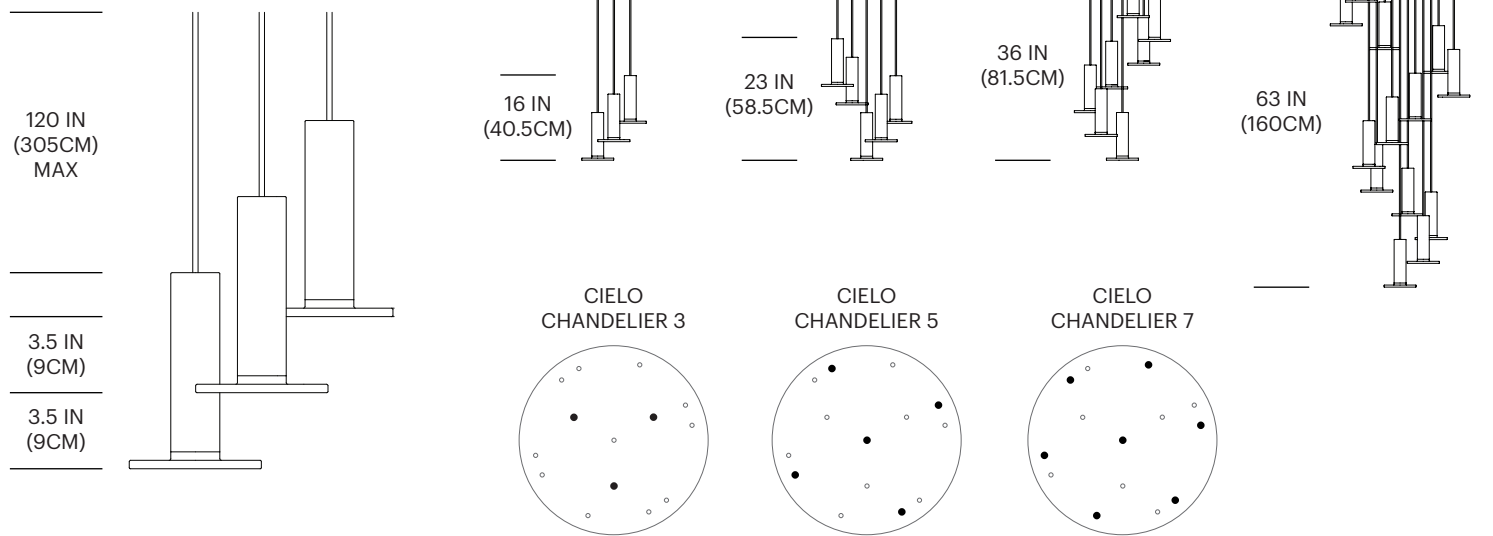 120 IN
(305CM)
MAX
3.5 IN
(9CM)
3.5 IN
(9CM)
16 IN
(40.5CM)
23 IN
(58.5CM)
36 IN
(81.5CM)
63 IN
(160CM)
CIELO
CHANDELIER 3
CIELO
CHANDELIER 5
CIELO
CHANDELIER 7